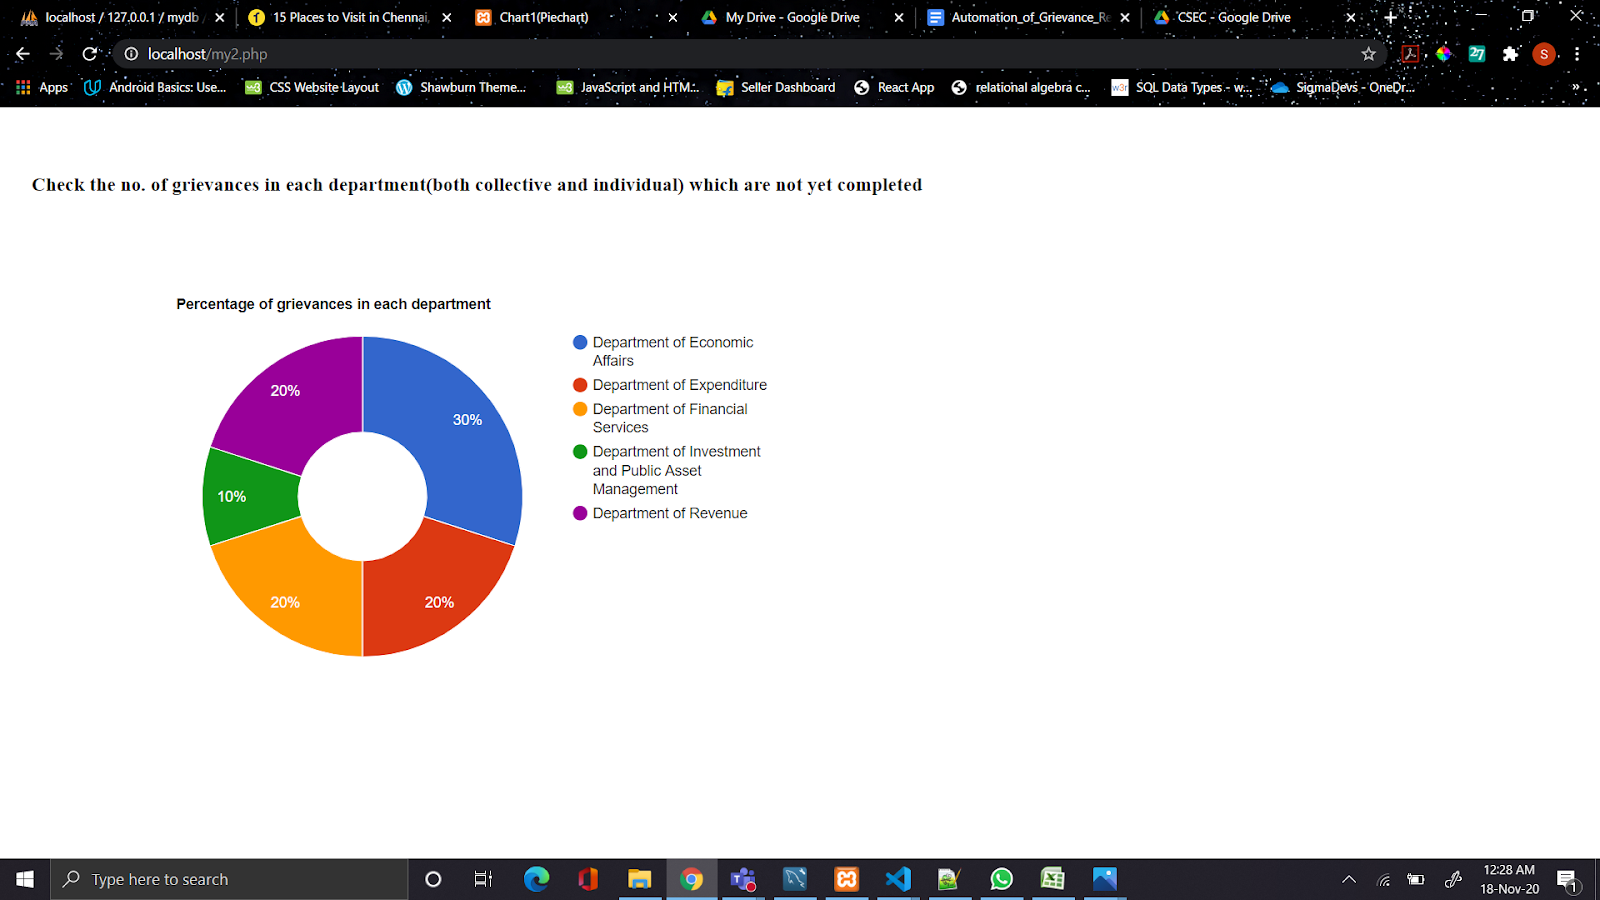 localhost / 127.0.0.1 / mydb
15 Places to Visit in Chennai,
Chart1(Piechart)
My Drive - Google Drive
Automation_of_Grievance_Re
CSEC - Google Drive
localhost/my2.php
27
S
Apps
Android Basics: Use...
CSS Website Layout
Shawburn Theme...
JavaScript and HTM...
Seller Dashboard
React App
relational algebra c...
w3r
SQL Data Types - w...
SigmaDevs - OneDr...
»
Check the no. of grievances in each department(both collective and individual) which are not yet completed
Percentage of grievances in each department
20%
30%
10%
20%
20%
Department of Economic
Affairs
Department of Expenditure
Department of Financial
Services
Department of Investment
and Public Asset
Management
Department of Revenue
Type here to search
12:28 AM
18-Nov-20
1